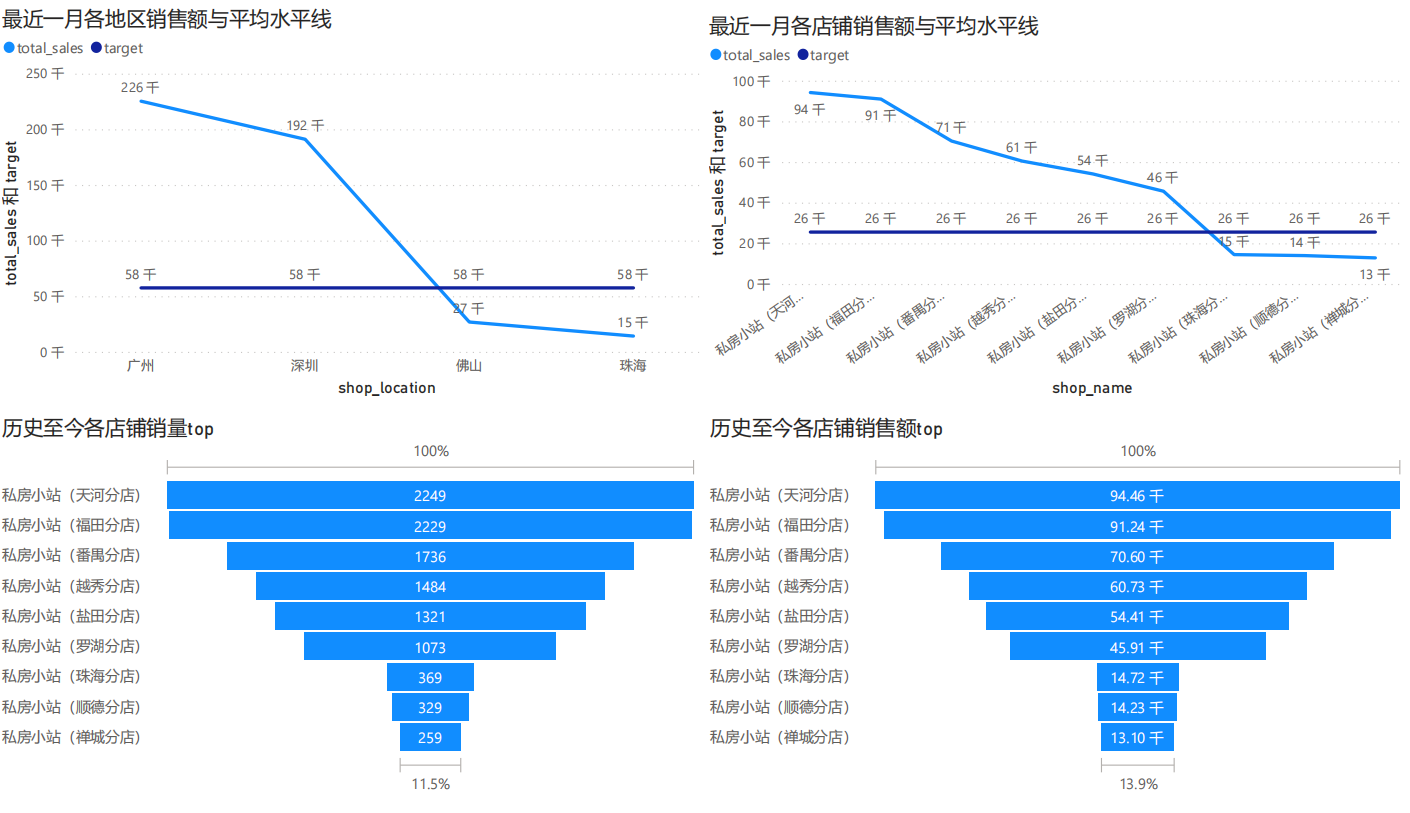 最近一月各地区销售额与平均水平线
total_sales target
total_sales 和 target
250 千
200 千
150 千
100 千
50 千
0 千
226 千
192 千
27 千
15 千
58 千
58 千
58 千
58 千
广州
深圳
佛山
珠海
shop_location
最近一月各店铺销售额与平均水平线
total_sales target
total_sales 和 target
100 千
80 千
60 千
40 千
20 千
0 千
94 千
91 千
71 千
61 千
54 千
46 千
15 千
14 千
13 千
26 千
26 千
26 千
26 千
26 千
26 千
26 千
26 千
26 千
私房小站（天河...
私房小站（福田分...
私房小站（番禺分...
私房小站（越秀分...
私房小站（盐田分...
私房小站（罗湖分...
私房小站（珠海分...
私房小站（顺德分...
私房小站（禅城分...
shop_name
历史至今各店铺销量top
100%
私房小站（天河分店） 2249
私房小站（福田分店） 2229
私房小站（番禺分店） 1736
私房小站（越秀分店） 1484
私房小站（盐田分店） 1321
私房小站（罗湖分店） 1073
私房小站（珠海分店） 369
私房小站（顺德分店） 329
私房小站（禅城分店） 259
11.5%
历史至今各店铺销售额top
100%
私房小站（天河分店） 94.46 千
私房小站（福田分店） 91.24 千
私房小站（番禺分店） 70.60 千
私房小站（越秀分店） 60.73 千
私房小站（盐田分店） 54.41 千
私房小站（罗湖分店） 45.91 千
私房小站（珠海分店） 14.72 千
私房小站（顺德分店） 14.23 千
私房小站（禅城分店） 13.10 千
13.9%